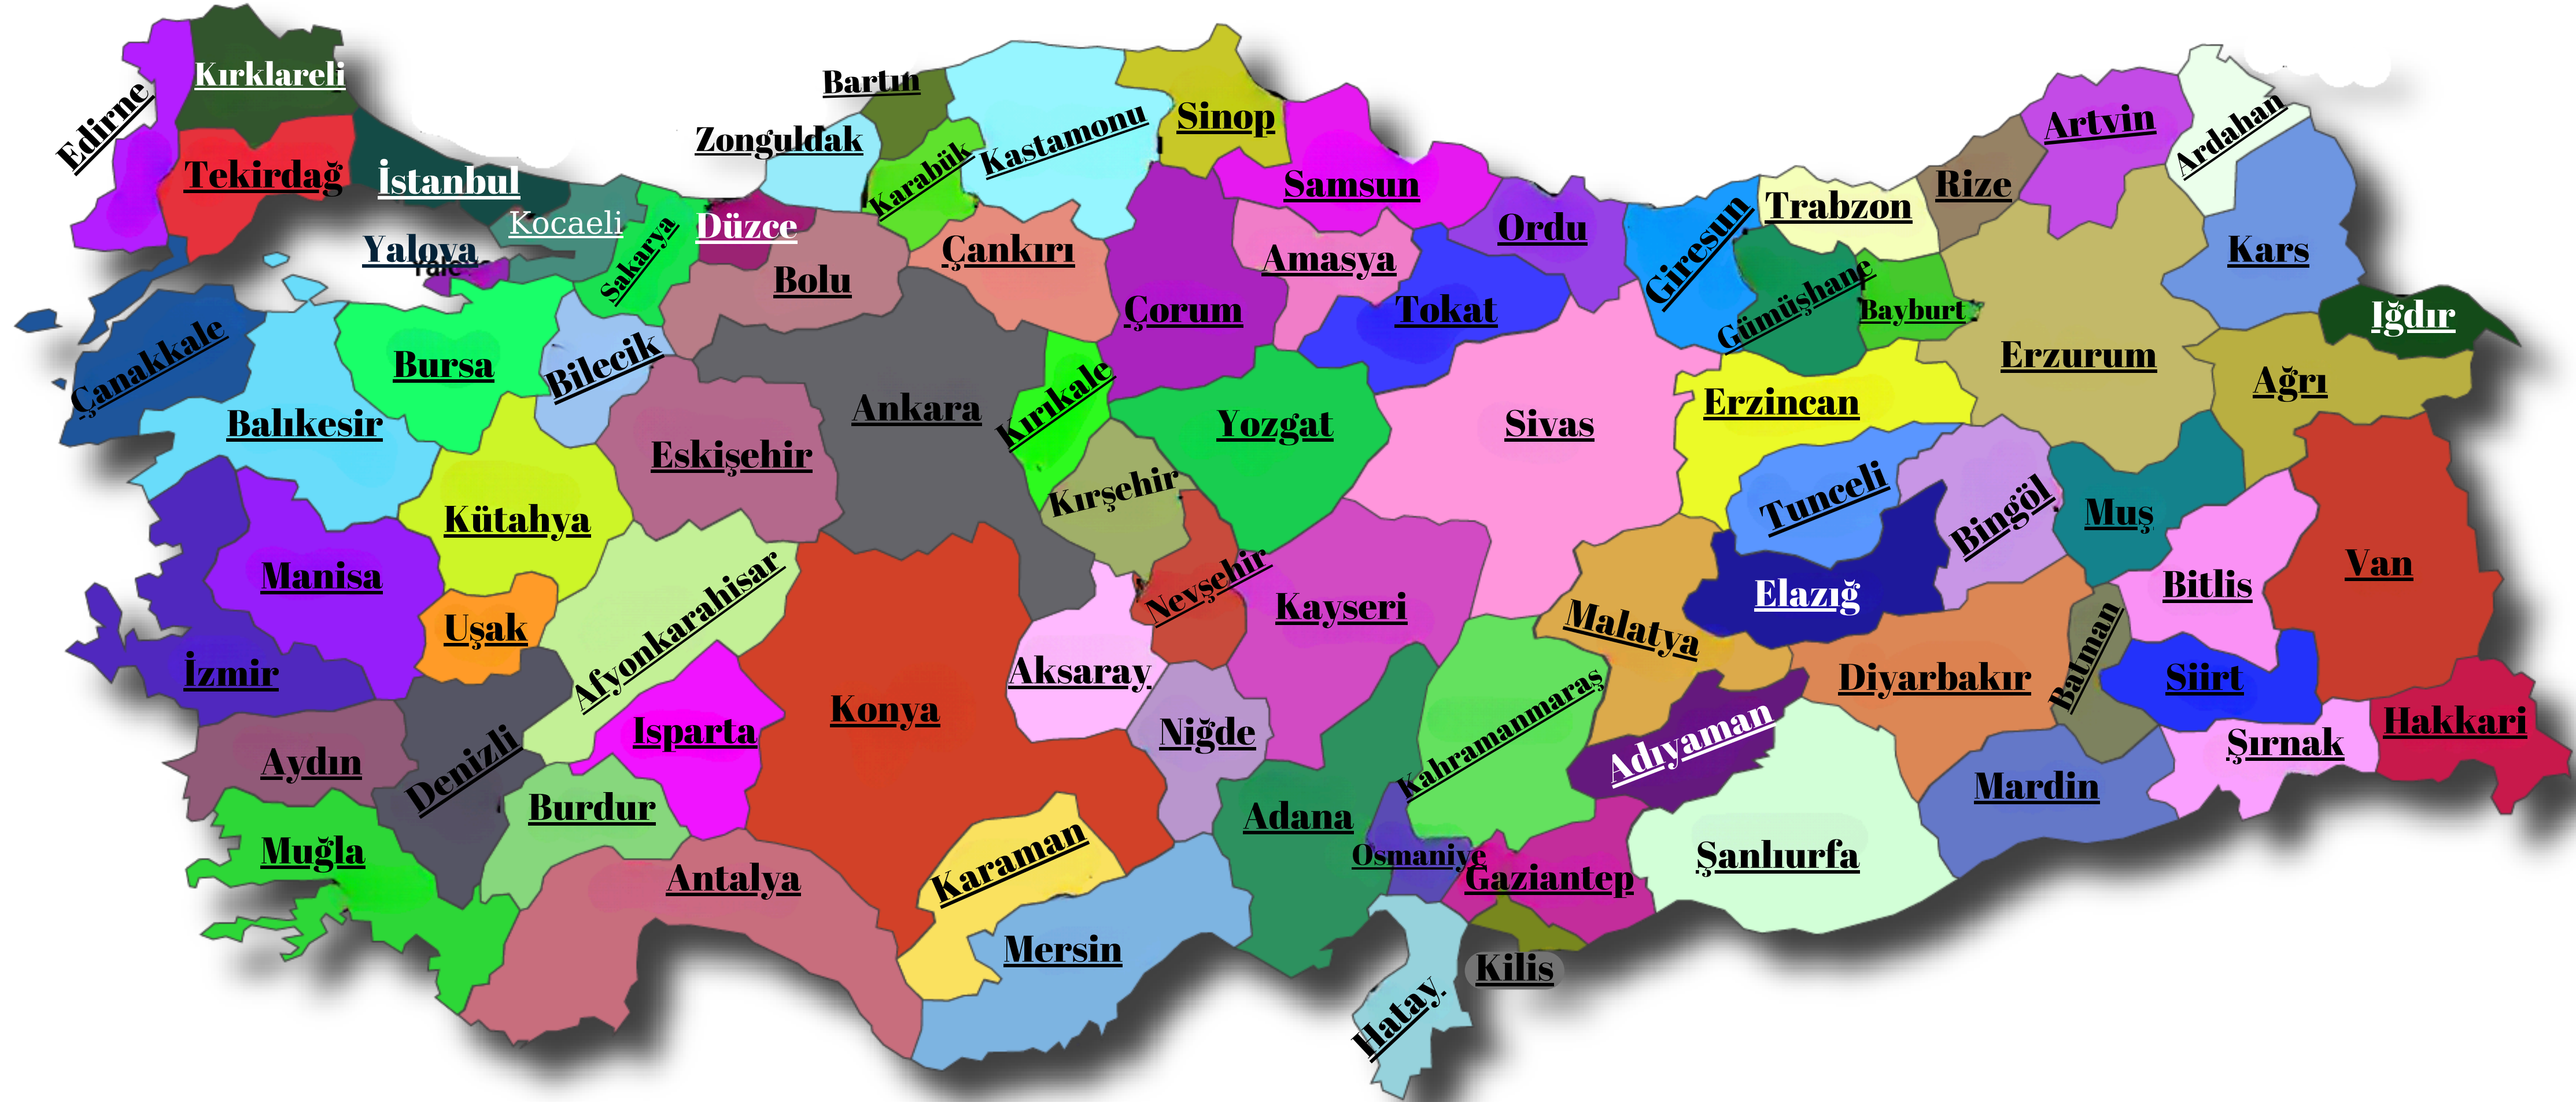 Kırklareli
Edirne
Tekirdağ
İstanbul
Kocaeli
Yalova
Sakarya
Düzce
Zonguldak
Bartın
Karabük
Kastamonu
Sinop
Samsun
Ordu
Giresun
Trabzon
Rize
Artvin
Ardahan
Kars
Iğdır
Çanakkale
Balıkesir
Bursa
Bilecik
Bolu
Çankırı
Çorum
Amasya
Tokat
Gümüşhane
Bayburt
Erzurum
Ağrı
Kütahya
Eskişehir
Ankara
Kırıkale
Kırşehir
Yozgat
Sivas
Erzincan
Tunceli
Bingöl
Muş
Bitlis
Van
Manisa
İzmir
Uşak
Afyonkarahisar
Konya
Aksaray
Nevşehir
Kayseri
Malatya
Elazığ
Diyarbakır
Batman
Siirt
Şırnak
Hakkari
Aydın
Denizli
Isparta
Burdur
Niğde
Adana
Kahramanmaraş
Adıyaman
Şanlıurfa
Mardin
Muğla
Antalya
Karaman
Mersin
Osmaniye
Gaziantep
Kilis
Hatay.